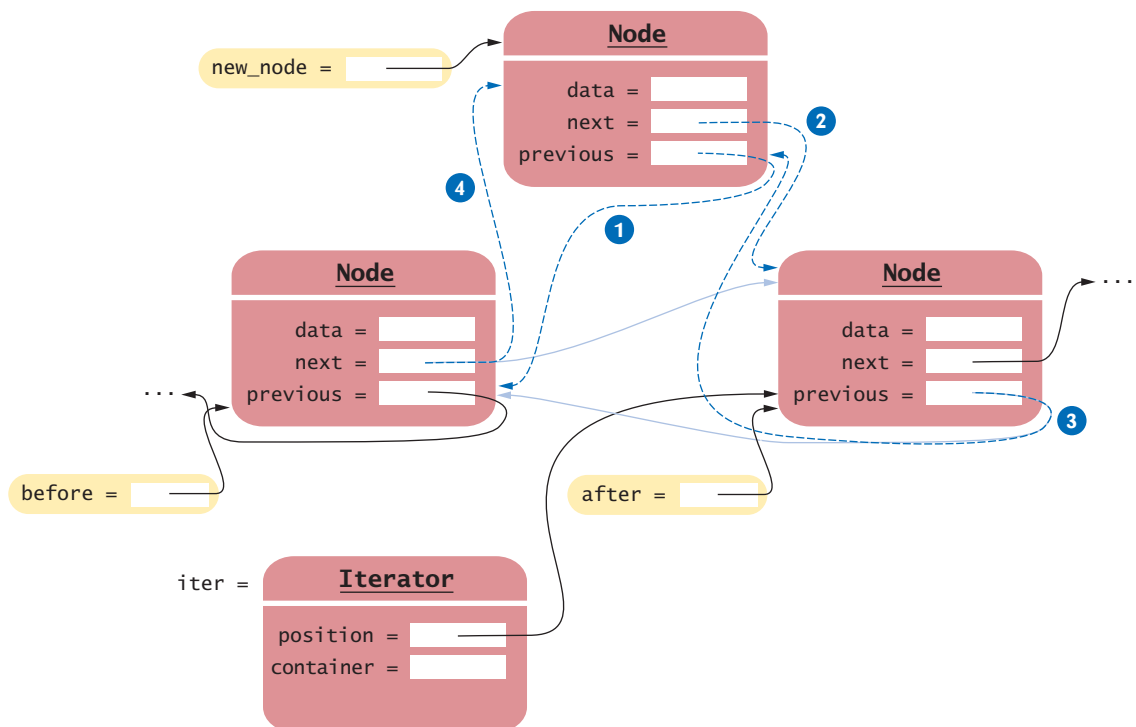 Node
new_node =
data =
next =
2
previous =
4
1
Node
Node
...
data =
data =
next =
next =
...
previous =
previous =
3
before =
after =
iter =
Iterator
position =
container =